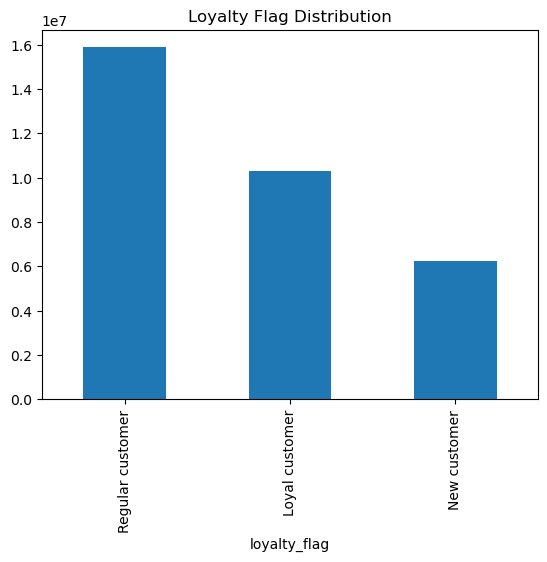 Loyalty Flag Distribution
1e7
1.6
1.4
1.2
1.0
0.8
0.6
0.4
0.2
0.0
Regular customer
Loyal customer
New customer
loyalty_flag